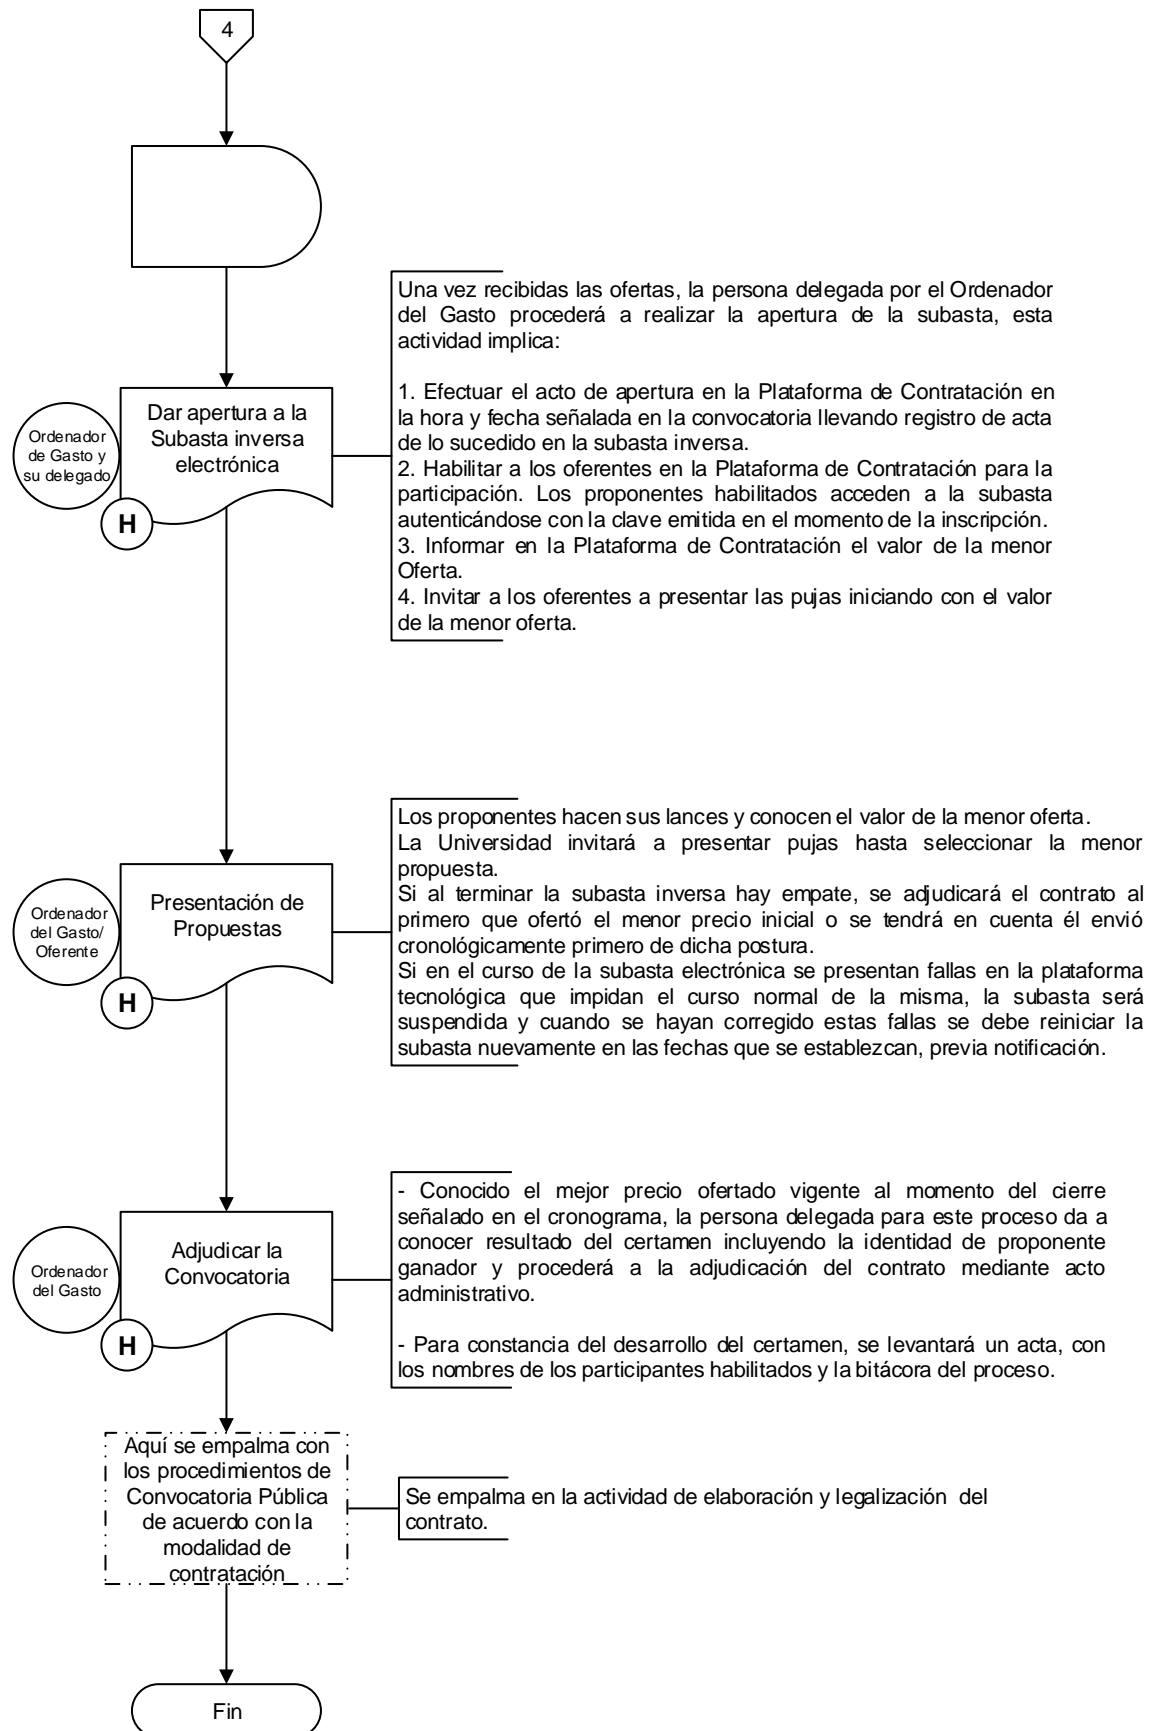 4
Una vez recibidas las ofertas, la persona delegada por el Ordenador
del Gasto procederá a realizar la apertura de la subasta, esta
actividad implica:
1. Efectuar el acto de apertura en la Plataforma de Contratación en
la hora y fecha señalada en la convocatoria llevando registro de acta
de lo sucedido en la subasta inversa.
2. Habilitar a los oferentes en la Plataforma de Contratación para la
participación. Los proponentes habilitados acceden a la subasta
autenticándose con la clave emitida en el momento de la inscripción.
3. Informar en la Plataforma de Contratación el valor de la menor
Oferta.
4. Invitar a los oferentes a presentar las pujas iniciando con el valor
de la menor oferta.
Ordenador
de Gasto y
su delegado
Dar apertura a la
Subasta inversa
electrónica
H
Los proponentes hacen sus lances y conocen el valor de la menor oferta.
La Universidad invitará a presentar pujas hasta seleccionar la menor
propuesta.
Si al terminar la subasta inversa hay empate, se adjudicará el contrato al
primero que ofertó el menor precio inicial o se tendrá en cuenta él envió
cronológicamente primero de dicha postura.
Si en el curso de la subasta electrónica se presentan fallas en la plataforma
tecnológica que impidan el curso normal de la misma, la subasta será
suspendida y cuando se hayan corregido estas fallas se debe reiniciar la
subasta nuevamente en las fechas que se establezcan, previa notificación.
Ordenador
del Gasto/
Oferente
Presentación de
Propuestas
H
- Conocido el mejor precio ofertado vigente al momento del cierre
señalado en el cronograma, la persona delegada para este proceso da a
conocer resultado del certamen incluyendo la identidad de proponente
ganador y procederá a la adjudicación del contrato mediante acto
administrativo.
- Para constancia del desarrollo del certamen, se levantará un acta, con
los nombres de los participantes habilitados y la bitácora del proceso.
Ordenador
del Gasto
Adjudicar la
Convocatoria
H
Aquí se empalma con
los procedimientos de
Convocatoria Pública
de acuerdo con la
modalidad de
contratación
Se empalma en la actividad de elaboración y legalización del
contrato.
Fin